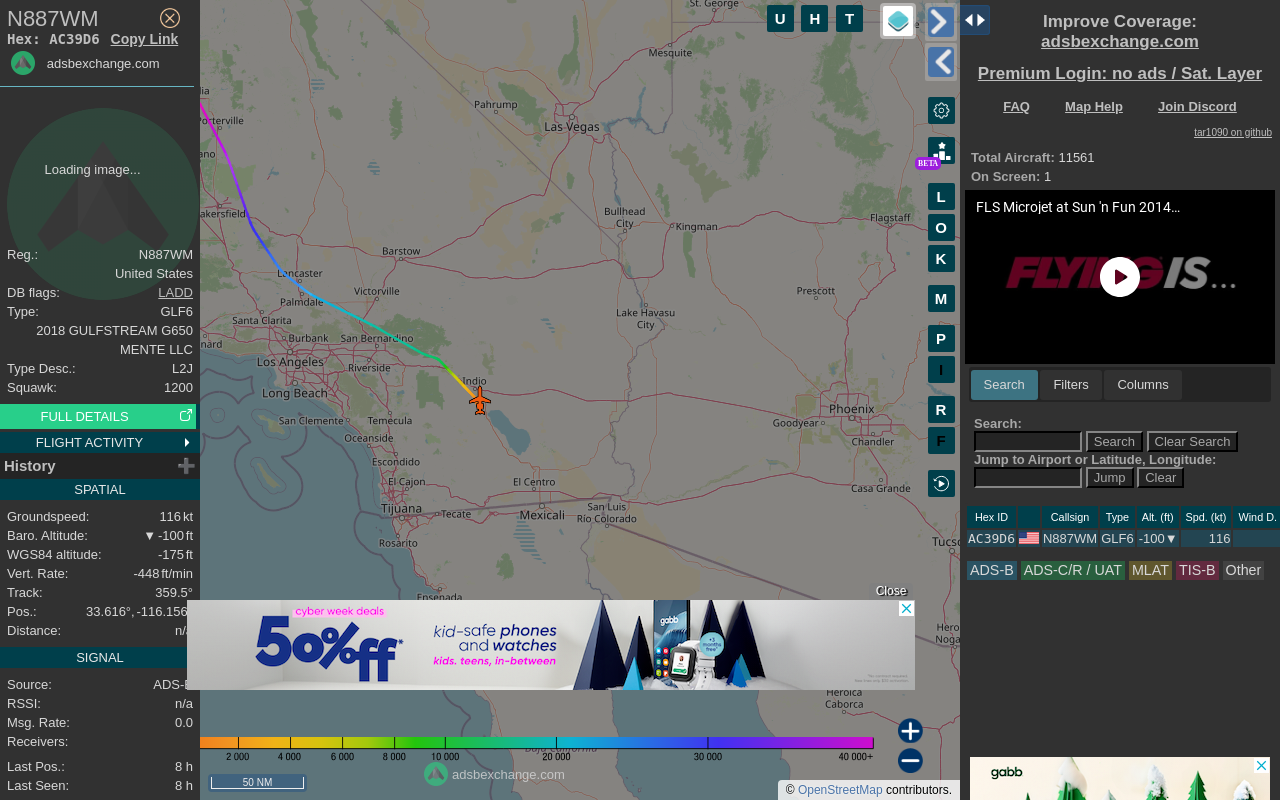 N887WM
Hex: AC39D6 Copy Link
adsbexchange.com
Loading image...
Reg.: N887WM
United States
DB flags: LADD
Type: GLF6
2018 GULFSTREAM G650
MENTE LLC
Type Desc.: L2J
Squawk: 1200
FULL DETAILS
FLIGHT ACTIVITY
History
SPATIAL
Groundspeed: 116 kt
Baro. Altitude: ▼ -100 ft
WGS84 altitude: -175 ft
Vert. Rate: -448 ft/min
Track: 359.5°
Pos.: 33.616°, -116.156
Distance: n/a
SIGNAL
Source: ADS-B
RSSI: n/a
Msg. Rate: 0.0
Receivers:
Last Pos.: 8 h
Last Seen: 8 h
St. George
Mesquite
Pahrump
Las Vegas
Porterville
Bullhead
City
Kingman
Flagstaff
Barstow
Lancaster
Palmdale
Victorville
Prescott
Lake Havasu
City
Santa Clarita
Burbank
San Bernardino
Los Angeles
Riverside
Long Beach
Indio
San Clemente
Temecula
Oceanside
Phoenix
Goodyear
Chandler
Escondido
El Cajon
El Centro
Casa Grande
Tijuana
Tecate
Mexicali
San Luis
Río Colorado
Rosarito
Ensenada
Heroica
Caborca
Baja California
U H T
BETA
L
O
K
M
P
I
R
F
Close
cyber week deals
50%off*
kid-safe phones
and watches
kids. teens, in-between
gabb
+3
months
free*
2 000 4 000 6 000 8 000 10 000 20 000 30 000 40 000+
adsbexchange.com
50 NM
© OpenStreetMap contributors.
Improve Coverage:
adsbexchange.com
Premium Login: no ads / Sat. Layer
FAQ Map Help Join Discord
tar1090 on github
Total Aircraft: 11561
On Screen: 1
FLS Microjet at Sun 'n Fun 2014...
FLYING IS...
Search Filters Columns
Search:
Search Clear Search
Jump to Airport or Latitude, Longitude:
Jump Clear
Hex ID Callsign Type Alt. (ft) Spd. (kt) Wind D.
AC39D6 N887WM GLF6 -100▼ 116
ADS-B ADS-C/R / UAT MLAT TIS-B Other
gabb